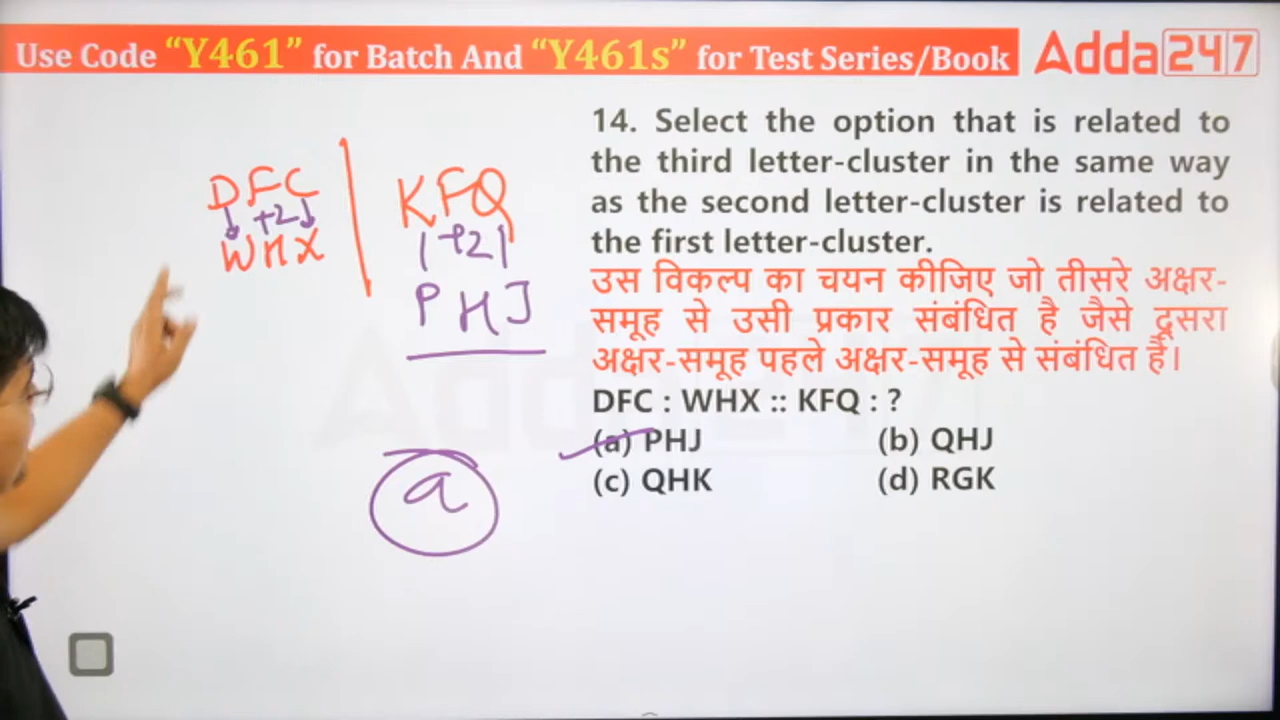 Use Code “Y461” for Batch And “Y461s” for Test Series/Book
Adda247
14. Select the option that is related to
the third letter-cluster in the same way
as the second letter-cluster is related to
the first letter-cluster.
उस विकल्प का चयन कीजिए जो तीसरे अक्षर-
समूह से उसी प्रकार संबंधित है जैसे दूसरा
अक्षर-समूह पहले अक्षर-समूह से संबंधित है।
DFC : WHX :: KFQ : ?
(a) PHJ (b) QHJ
(c) QHK (d) RGK
DFC
+2
WHX
KFQ
+2
PHJ
a